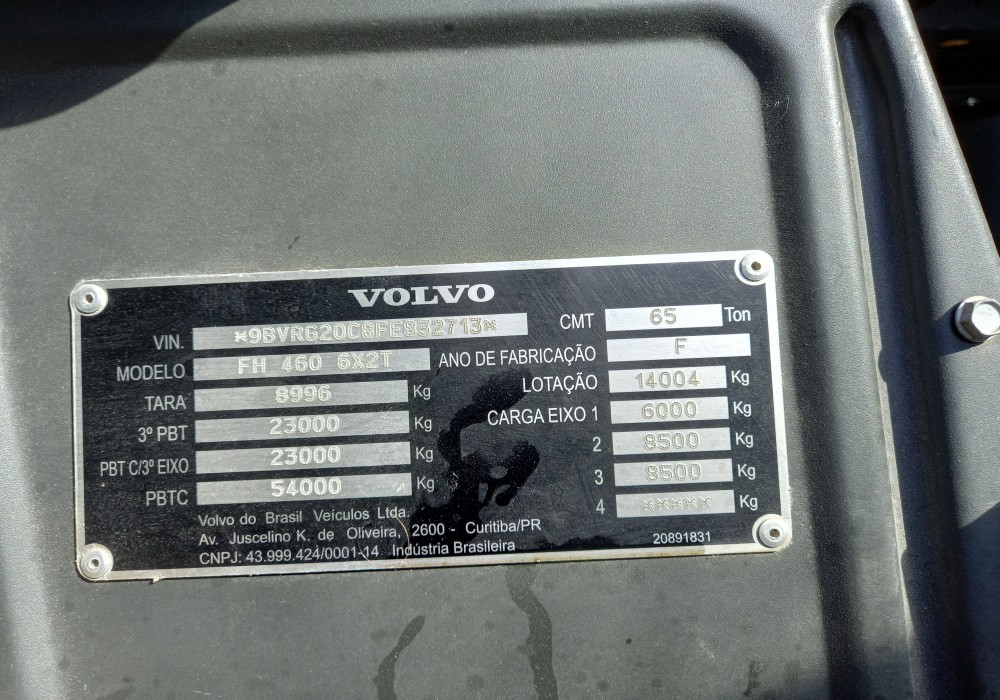 VOLVO
VIN. *9BVRG20C8FE832713*
MODELO FH 460 6X2T
TARA 8996 Kg
3º PBT 23000 Kg
PBT C/3º EIXO 23000 Kg
PBTC 54000 Kg
CMT 65 Ton
ANO DE FABRICAÇÃO F
LOTAÇÃO 14004 Kg
CARGA EIXO 1 6000 Kg
2 8500 Kg
3 8500 Kg
4 ***** Kg
Volvo do Brasil Veículos Ltda.
Av. Juscelino K. de Oliveira, 2600 - Curitiba/PR
CNPJ: 43.999.424/0001-14 Indústria Brasileira
20891831